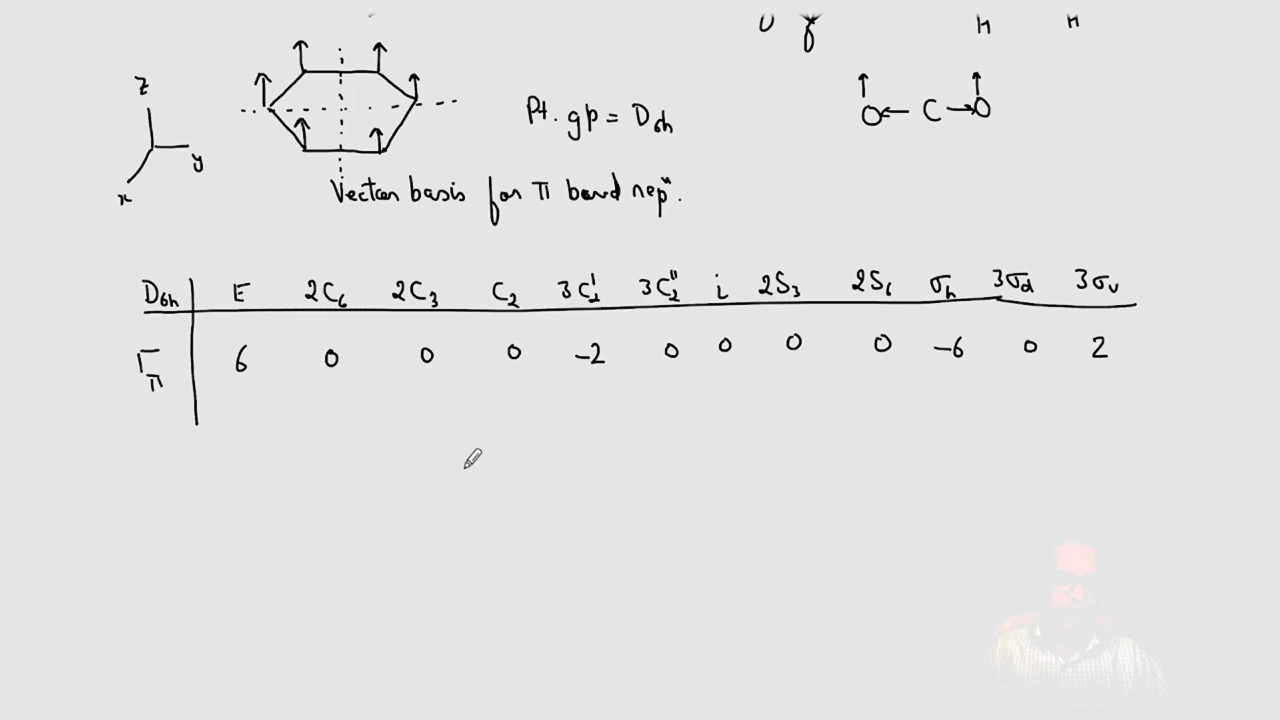 z
y
x
Pt. gp = D6h
O C O
Vector basis for π bond repⁿ.
D6h E 2C6 2C3 C2 3C2' 3C2'' i 2S3 2S6 σh 3σd 3σv
Γπ 6 0 0 0 -2 0 0 0 0 -6 0 2